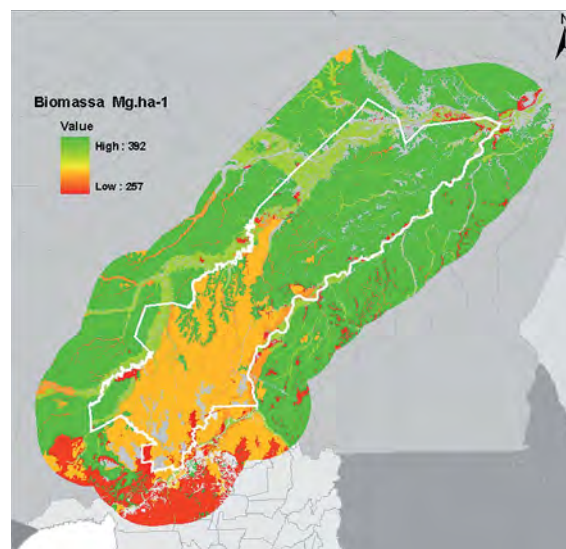 N
Biomassa Mg.ha-1
Value
High : 392
Low : 257